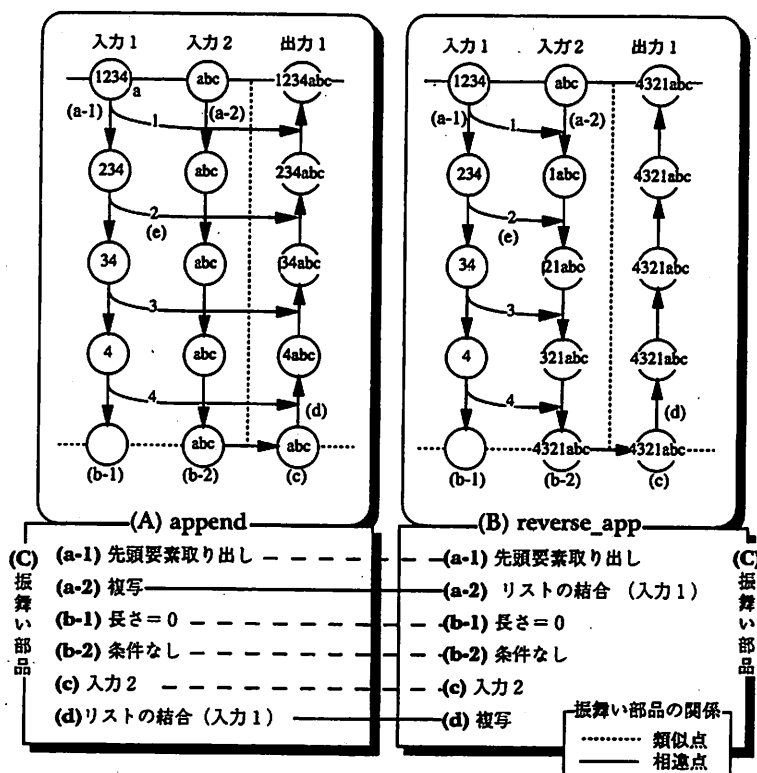 入力1 入力2 出力1
1234 a abc 1234abc
(a-1) 1 (a-2)
234 abc 234abc
2
(e)
34 abc 34abc
3
4 abc 4abc
4 (d)
abc abc
(b-1) (b-2) (c)
(A) append
入力1 入力2 出力1
1234 abc 4321abc
(a-1) 1 (a-2)
234 1abc 4321abc
2
(e)
34 21abc 4321abc
3
4 321abc 4321abc
4 (d)
4321abc 4321abc
(b-1) (b-2) (c)
(B) reverse_app
(C)振舞い部品
(a-1) 先頭要素取り出し
(a-2) 複写
(b-1) 長さ=0
(b-2) 条件なし
(c) 入力2
(d)リストの結合(入力1)
(a-1) 先頭要素取り出し
(a-2) リストの結合 (入力1)
(b-1) 長さ=0
(b-2) 条件なし
(c) 入力2
(d) 複写
(C)振舞い部品
振舞い部品の関係
類似点
相違点